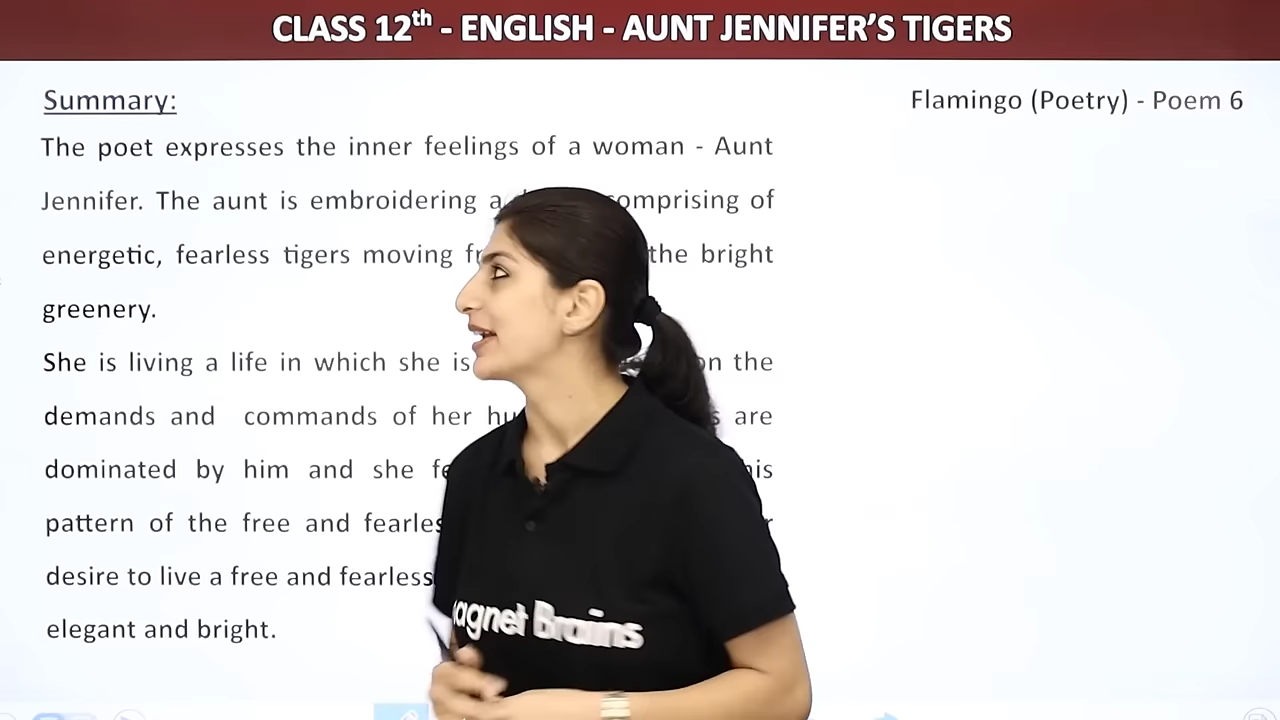 CLASS 12th - ENGLISH - AUNT JENNIFER'S TIGERS
Summary:
Flamingo (Poetry) - Poem 6
The poet expresses the inner feelings of a woman - Aunt
Jennifer. The aunt is embroidering a comprising of
energetic, fearless tigers moving the bright
greenery.
She is living a life in which she is on the
demands and commands of her are
dominated by him and she
pattern of the free and
desire to live a free and fearless
elegant and bright.
agnet Brains